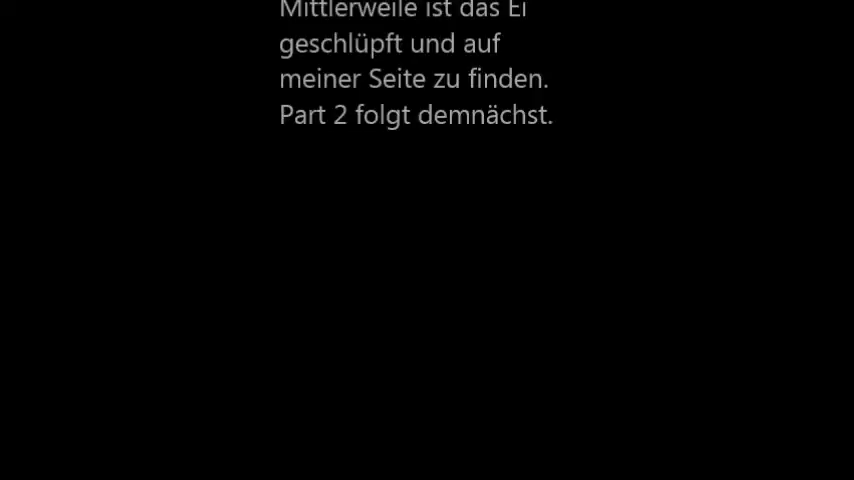 Mittlerweile ist das Ei
geschlüpft und auf
meiner Seite zu finden.
Part 2 folgt demnächst.